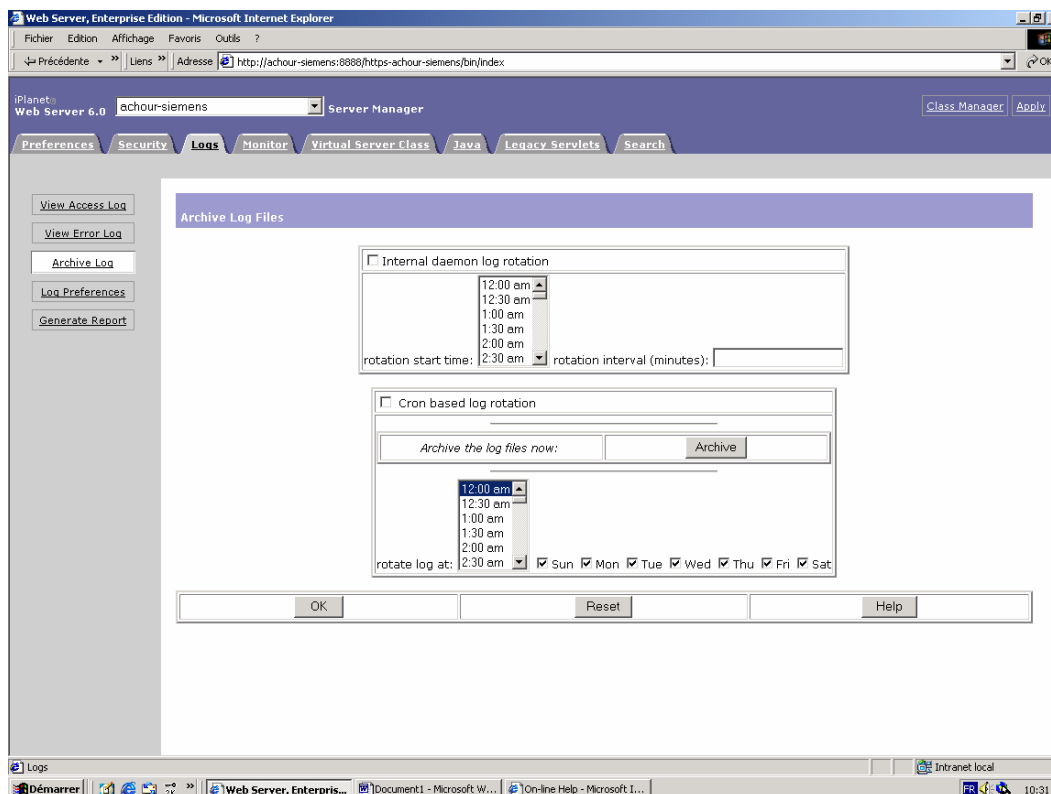 Web Server, Enterprise Edition - Microsoft Internet Explorer
Fichier Edition Affichage Favoris Outils ?
Précédente » Liens » Adresse http://achour-siemens:8888/https-achour-siemens/bin/index OK
iPlanet
Web Server 6.0 achour-siemens Server Manager Class Manager Apply
Preferences Security Logs Monitor Virtual Server Class Java Legacy Servlets Search
View Access Log
View Error Log
Archive Log
Log Preferences
Generate Report
Archive Log Files
Internal daemon log rotation
12:00 am
12:30 am
1:00 am
1:30 am
2:00 am
rotation start time: 2:30 am rotation interval (minutes):
Cron based log rotation
Archive the log files now: Archive
12:00 am
12:30 am
1:00 am
1:30 am
2:00 am
rotate log at: 2:30 am Sun Mon Tue Wed Thu Fri Sat
OK Reset Help
Logs Intranet local
Démarrer » Web Server, Enterpris... Document1 - Microsoft W... On-line Help - Microsoft I... FR 10:31